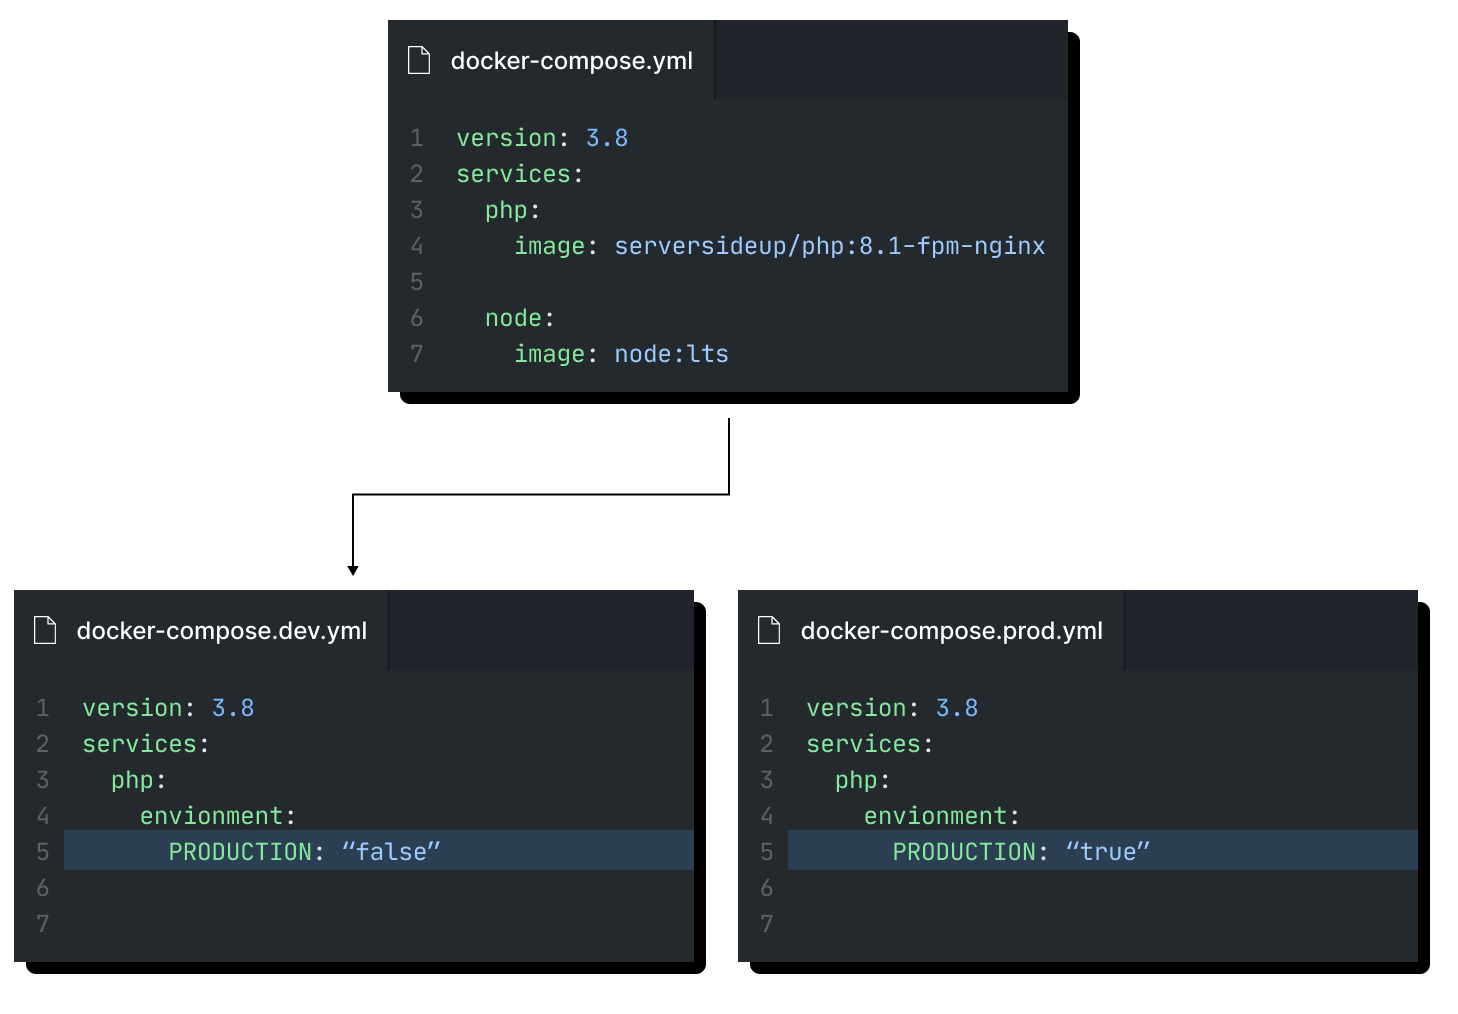 docker-compose.yml
1 version: 3.8
2 services:
3   php:
4     image: serversideup/php:8.1-fpm-nginx
5
6   node:
7     image: node:lts
docker-compose.dev.yml
1 version: 3.8
2 services:
3   php:
4     envionment:
5       PRODUCTION: “false”
6
7
docker-compose.prod.yml
1 version: 3.8
2 services:
3   php:
4     envionment:
5       PRODUCTION: “true”
6
7